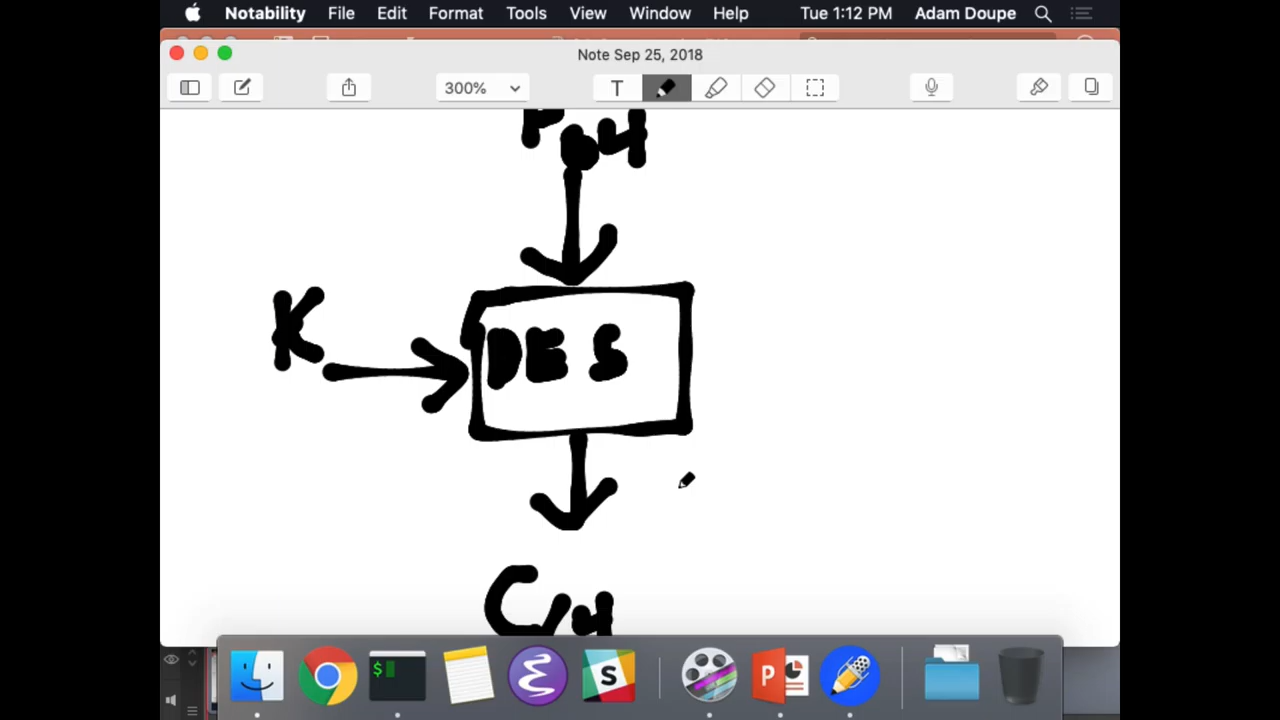 Notability File Edit Format Tools View Window Help Tue 1:12 PM Adam Doupe
Note Sep 25, 2018
300% T
P64
K
DES
C64
$
S
P